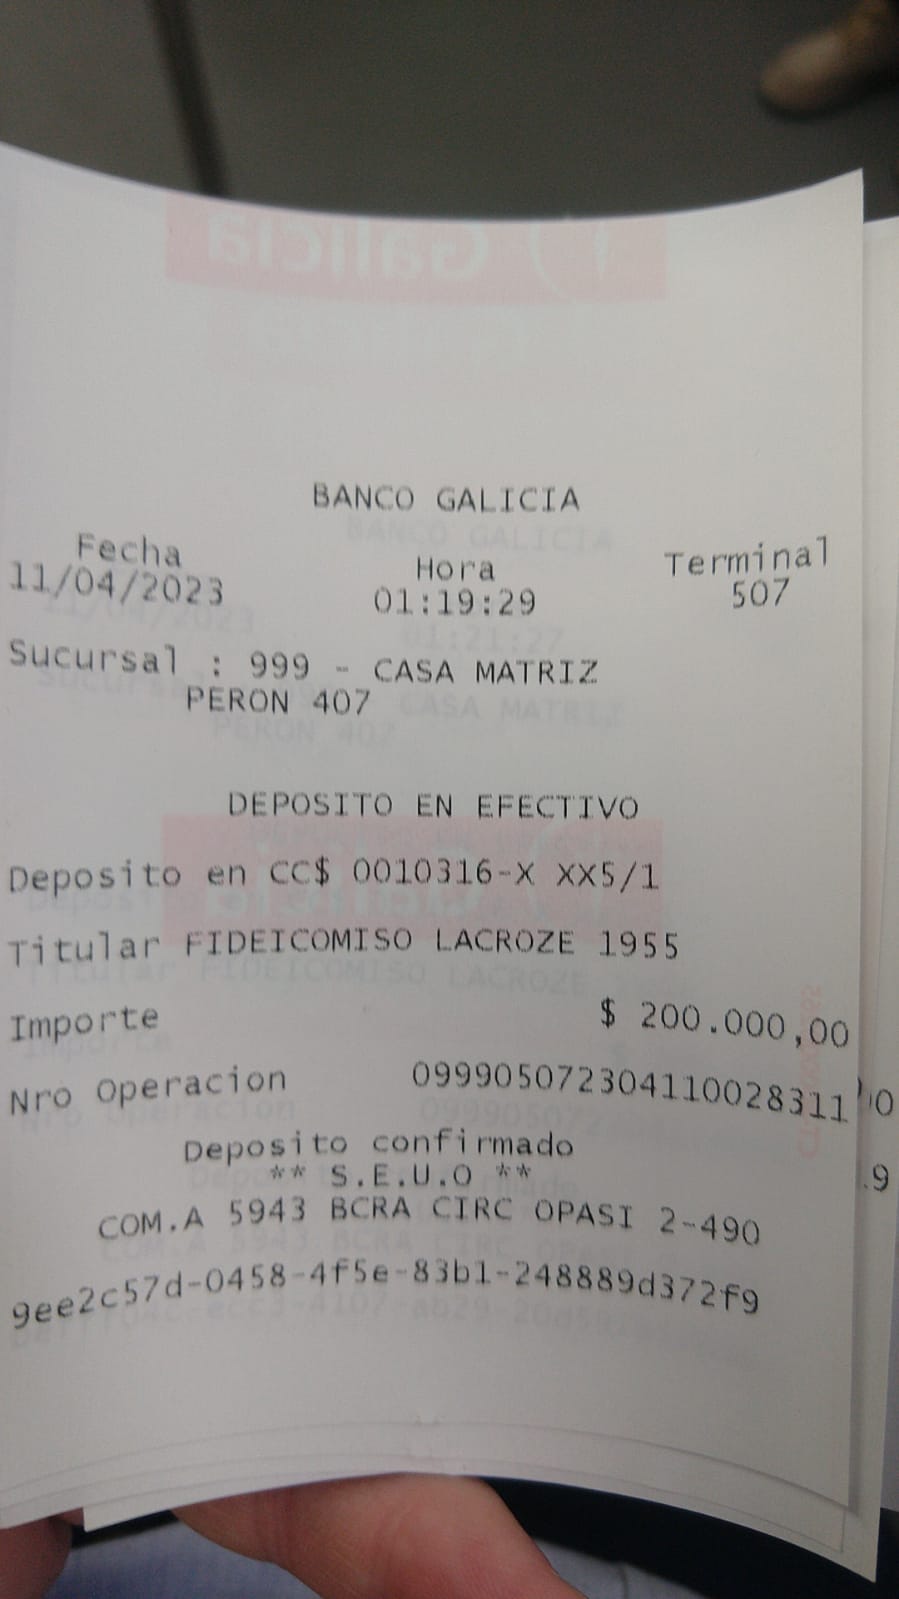 BANCO GALICIA
Fecha Hora Terminal
11/04/2023 01:19:29 507
Sucursal : 999 - CASA MATRIZ
PERON 407
DEPOSITO EN EFECTIVO
Deposito en CC$ 0010316-X XX5/1
Titular FIDEICOMISO LACROZE 1955
Importe $ 200.000,00
Nro Operacion 09990507230411002831１
Deposito confirmado
** S.E.U.O **
COM.A 5943 BCRA CIRC OPASI 2-490
9ee2c57d-0458-4f5e-83b1-248889d372f9